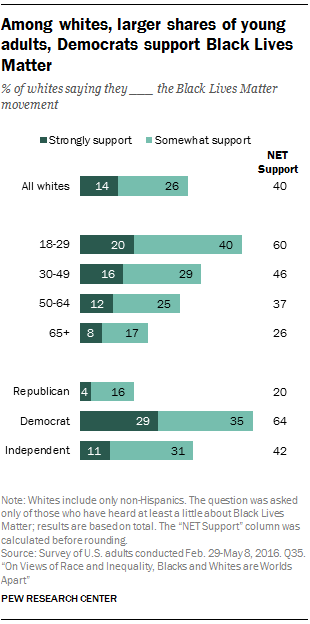 Among whites, larger shares of young
adults, Democrats support Black Lives
Matter
% of whites saying they ___ the Black Lives Matter
movement
Strongly support Somewhat support
NET
Support
All whites 14 26 40
18-29 20 40 60
30-49 16 29 46
50-64 12 25 37
65+ 8 17 26
Republican 4 16 20
Democrat 29 35 64
Independent 11 31 42
Note: Whites include only non-Hispanics. The question was asked
only of those who have heard at least a little about Black Lives
Matter; results are based on total. The “NET Support” column was
calculated before rounding.
Source: Survey of U.S. adults conducted Feb. 29-May 8, 2016. Q35.
“On Views of Race and Inequality, Blacks and Whites are Worlds
Apart”
PEW RESEARCH CENTER